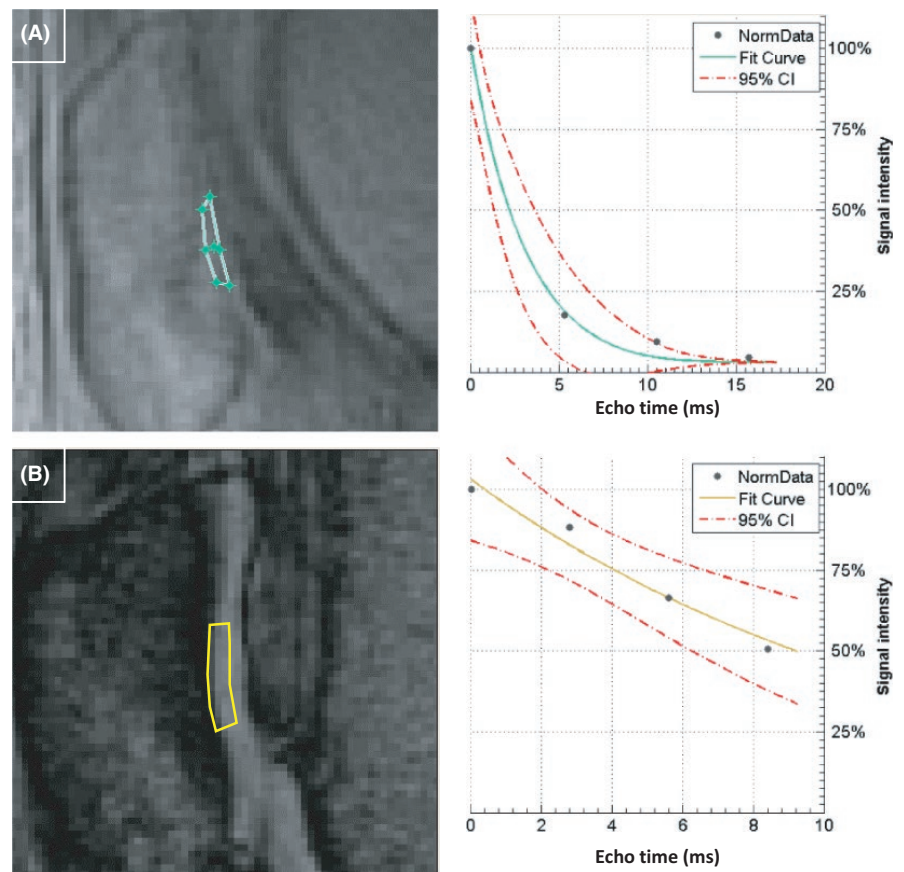 (A)
NormData
Fit Curve
95% CI
100%
75%
50%
25%
Signal intensity
0 5 10 15 20
Echo time (ms)
(B)
NormData
Fit Curve
95% CI
100%
75%
50%
25%
Signal intensity
0 2 4 6 8 10
Echo time (ms)